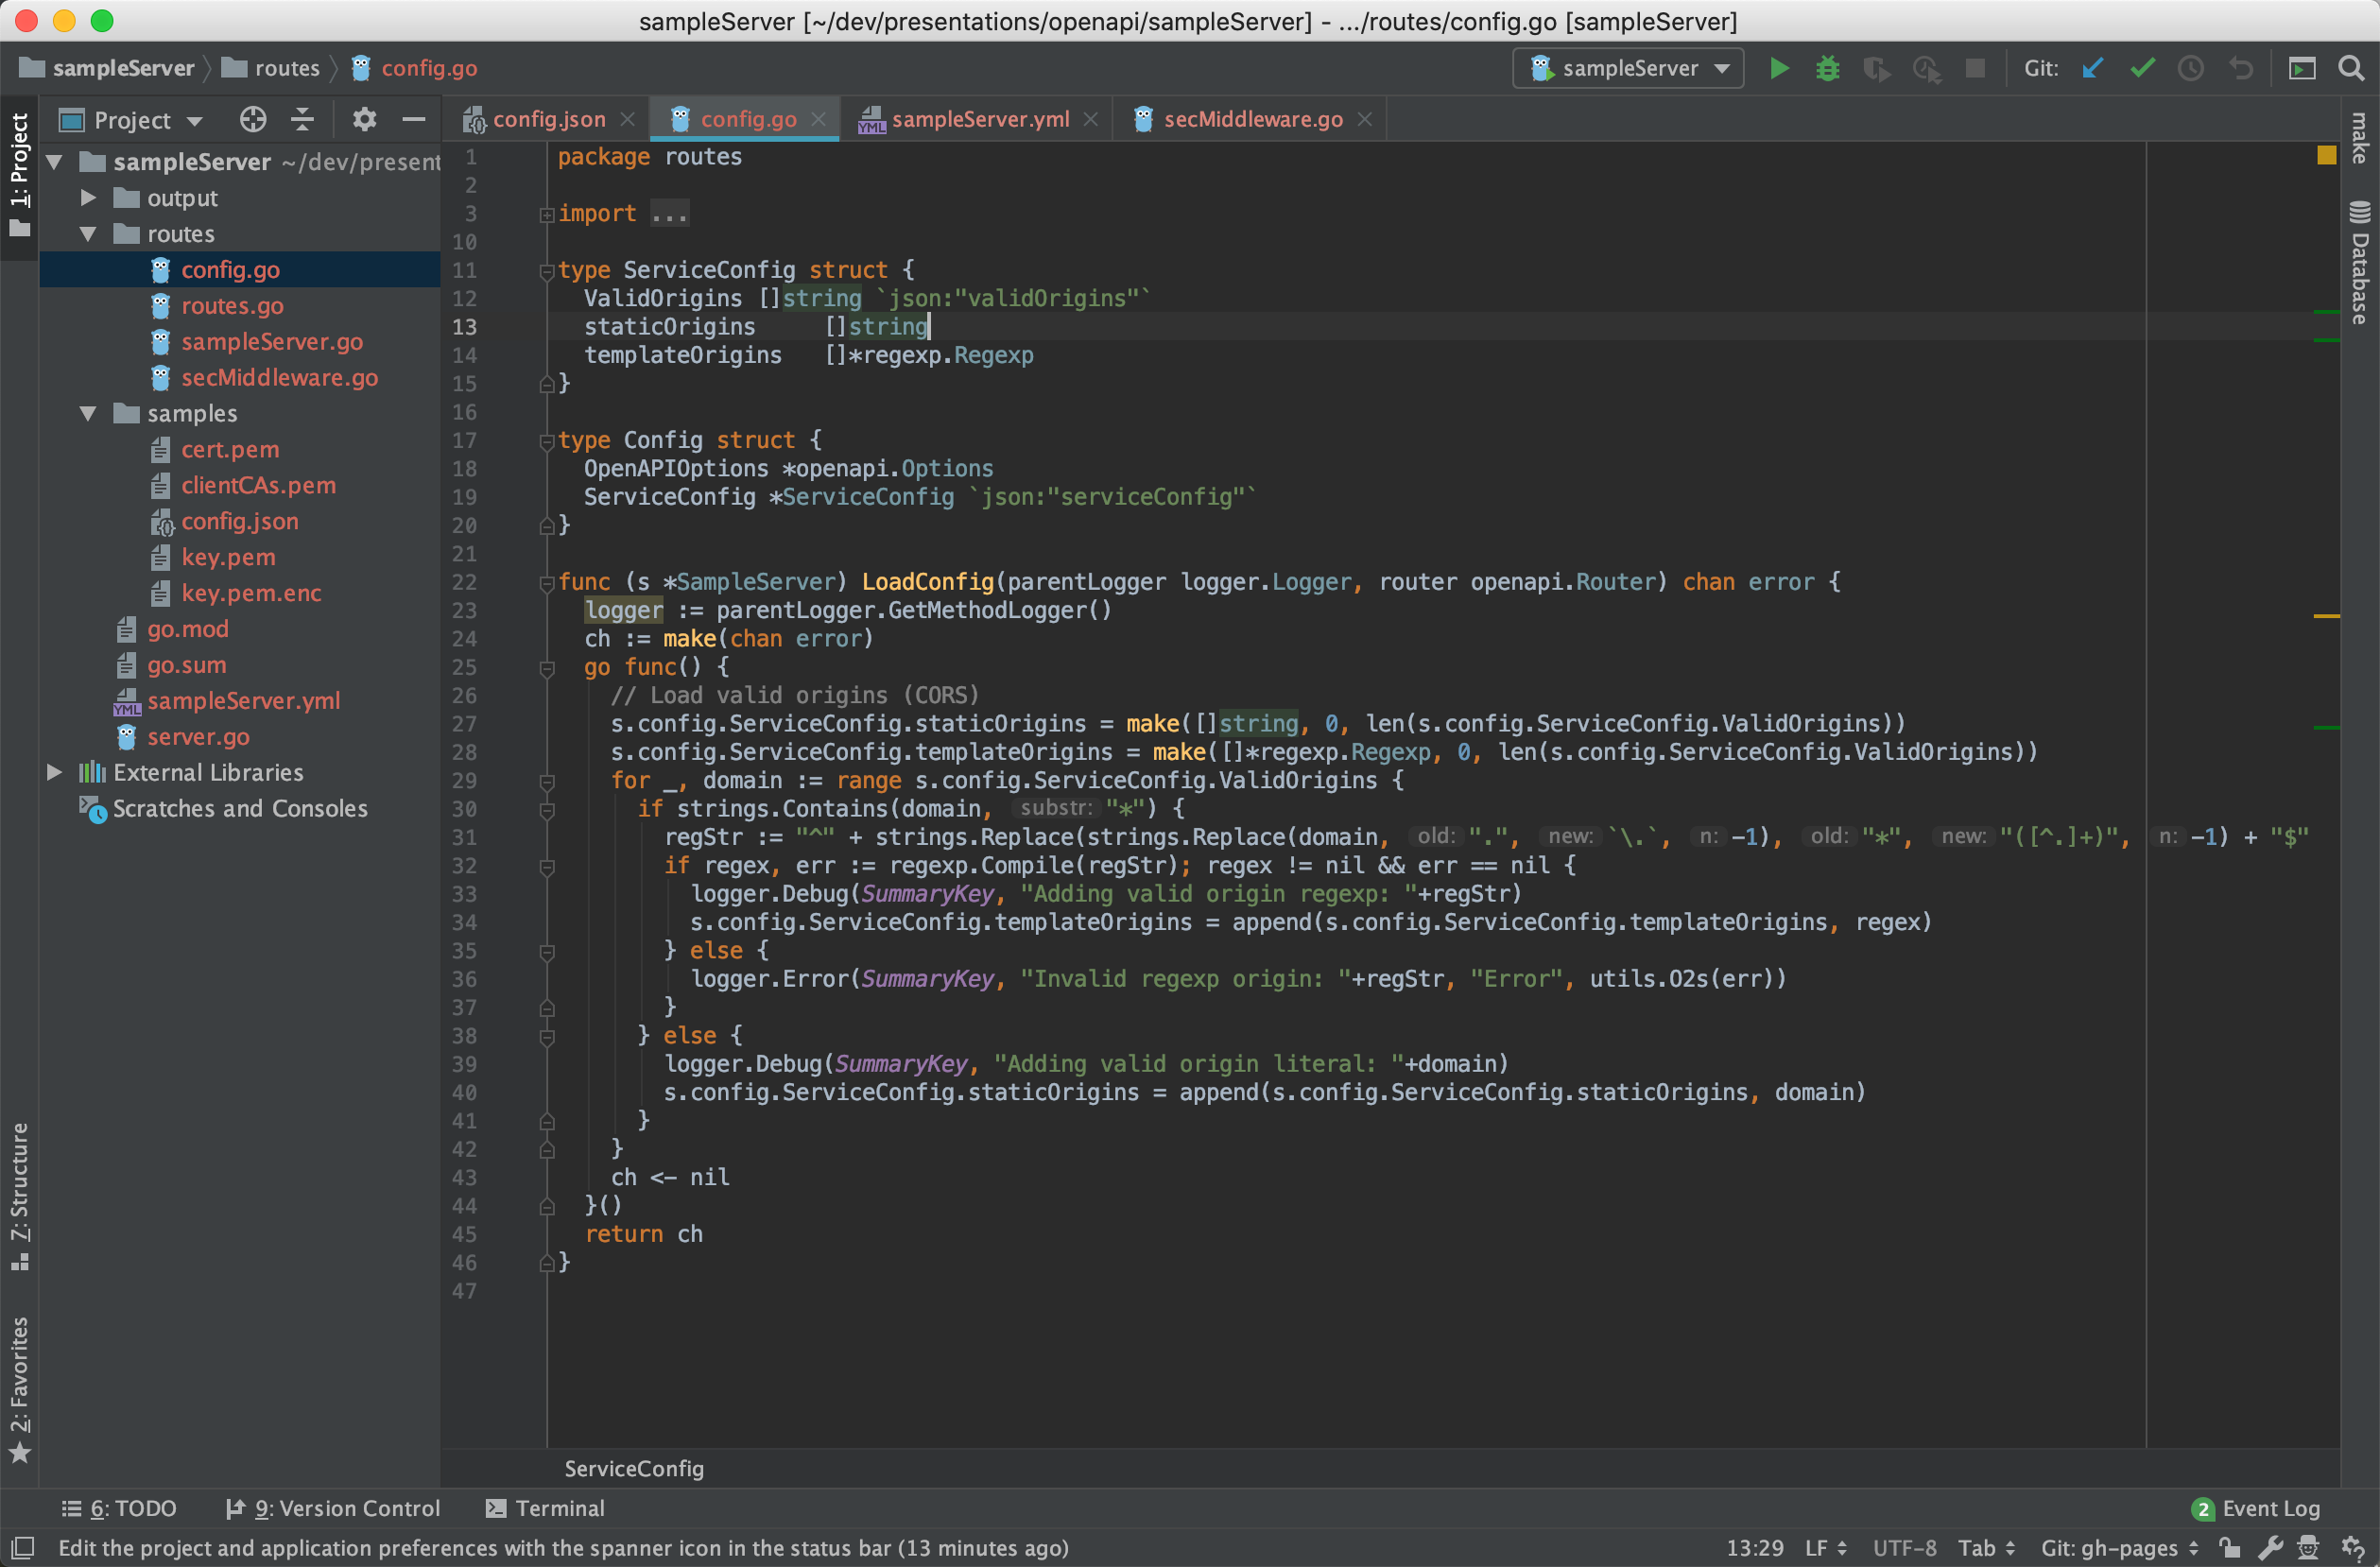 sampleServer [~/dev/presentations/openapi/sampleServer] - .../routes/config.go [sampleServer]
sampleServer routes config.go
sampleServer
Git:
1: Project
Project
config.json
config.go
sampleServer.yml
secMiddleware.go
make
Database
sampleServer ~/dev/present
output
routes
config.go
routes.go
sampleServer.go
secMiddleware.go
samples
cert.pem
clientCAs.pem
config.json
key.pem
key.pem.enc
go.mod
go.sum
YML sampleServer.yml
server.go
External Libraries
Scratches and Consoles
1 package routes
2
3 import ...
10
11 type ServiceConfig struct {
12 ValidOrigins []string `json:"validOrigins"`
13 staticOrigins []string
14 templateOrigins []*regexp.Regexp
15 }
16
17 type Config struct {
18 OpenAPIOptions *openapi.Options
19 ServiceConfig *ServiceConfig `json:"serviceConfig"`
20 }
21
22 func (s *SampleServer) LoadConfig(parentLogger logger.Logger, router openapi.Router) chan error {
23 logger := parentLogger.GetMethodLogger()
24 ch := make(chan error)
25 go func() {
26 // Load valid origins (CORS)
27 s.config.ServiceConfig.staticOrigins = make([]string, 0, len(s.config.ServiceConfig.ValidOrigins))
28 s.config.ServiceConfig.templateOrigins = make([]*regexp.Regexp, 0, len(s.config.ServiceConfig.ValidOrigins))
29 for _, domain := range s.config.ServiceConfig.ValidOrigins {
30 if strings.Contains(domain, substr: "*") {
31 regStr := "^" + strings.Replace(strings.Replace(domain, old: ".", new: `\.`, n: -1), old: "*", new: "([^.]+)", n: -1) + "$"
32 if regex, err := regexp.Compile(regStr); regex != nil && err == nil {
33 logger.Debug(SummaryKey, "Adding valid origin regexp: "+regStr)
34 s.config.ServiceConfig.templateOrigins = append(s.config.ServiceConfig.templateOrigins, regex)
35 } else {
36 logger.Error(SummaryKey, "Invalid regexp origin: "+regStr, "Error", utils.O2s(err))
37 }
38 } else {
39 logger.Debug(SummaryKey, "Adding valid origin literal: "+domain)
40 s.config.ServiceConfig.staticOrigins = append(s.config.ServiceConfig.staticOrigins, domain)
41 }
42 }
43 ch <- nil
44 }()
45 return ch
46 }
47
ServiceConfig
7: Structure
2: Favorites
6: TODO 9: Version Control Terminal 2 Event Log
Edit the project and application preferences with the spanner icon in the status bar (13 minutes ago) 13:29 LF UTF-8 Tab Git: gh-pages